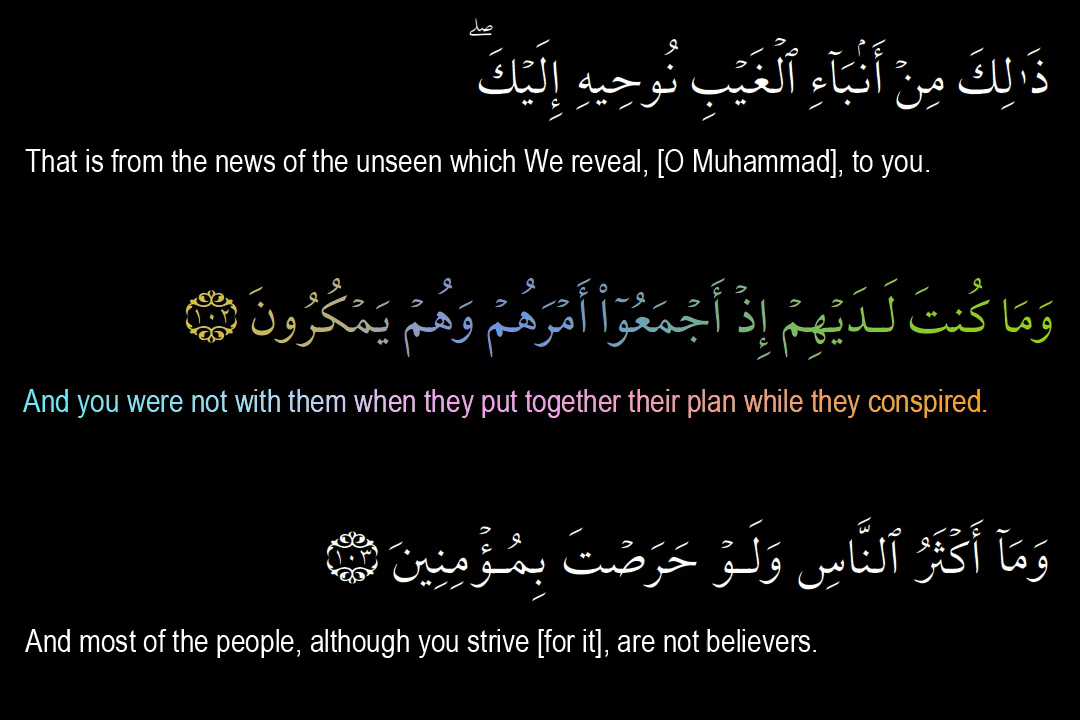 ذَٰلِكَ مِنۡ أَنۢبَآءِ ٱلۡغَيۡبِ نُوحِيهِ إِلَيۡكَۖ
That is from the news of the unseen which We reveal, [O Muhammad], to you.
وَمَا كُنتَ لَدَيۡهِمۡ إِذۡ أَجۡمَعُوٓاْ أَمۡرَهُمۡ وَهُمۡ يَمۡكُرُونَ ١٠٢
And you were not with them when they put together their plan while they conspired.
وَمَآ أَكۡثَرُ ٱلنَّاسِ وَلَوۡ حَرَصۡتَ بِمُؤۡمِنِينَ ١٠٣
And most of the people, although you strive [for it], are not believers.